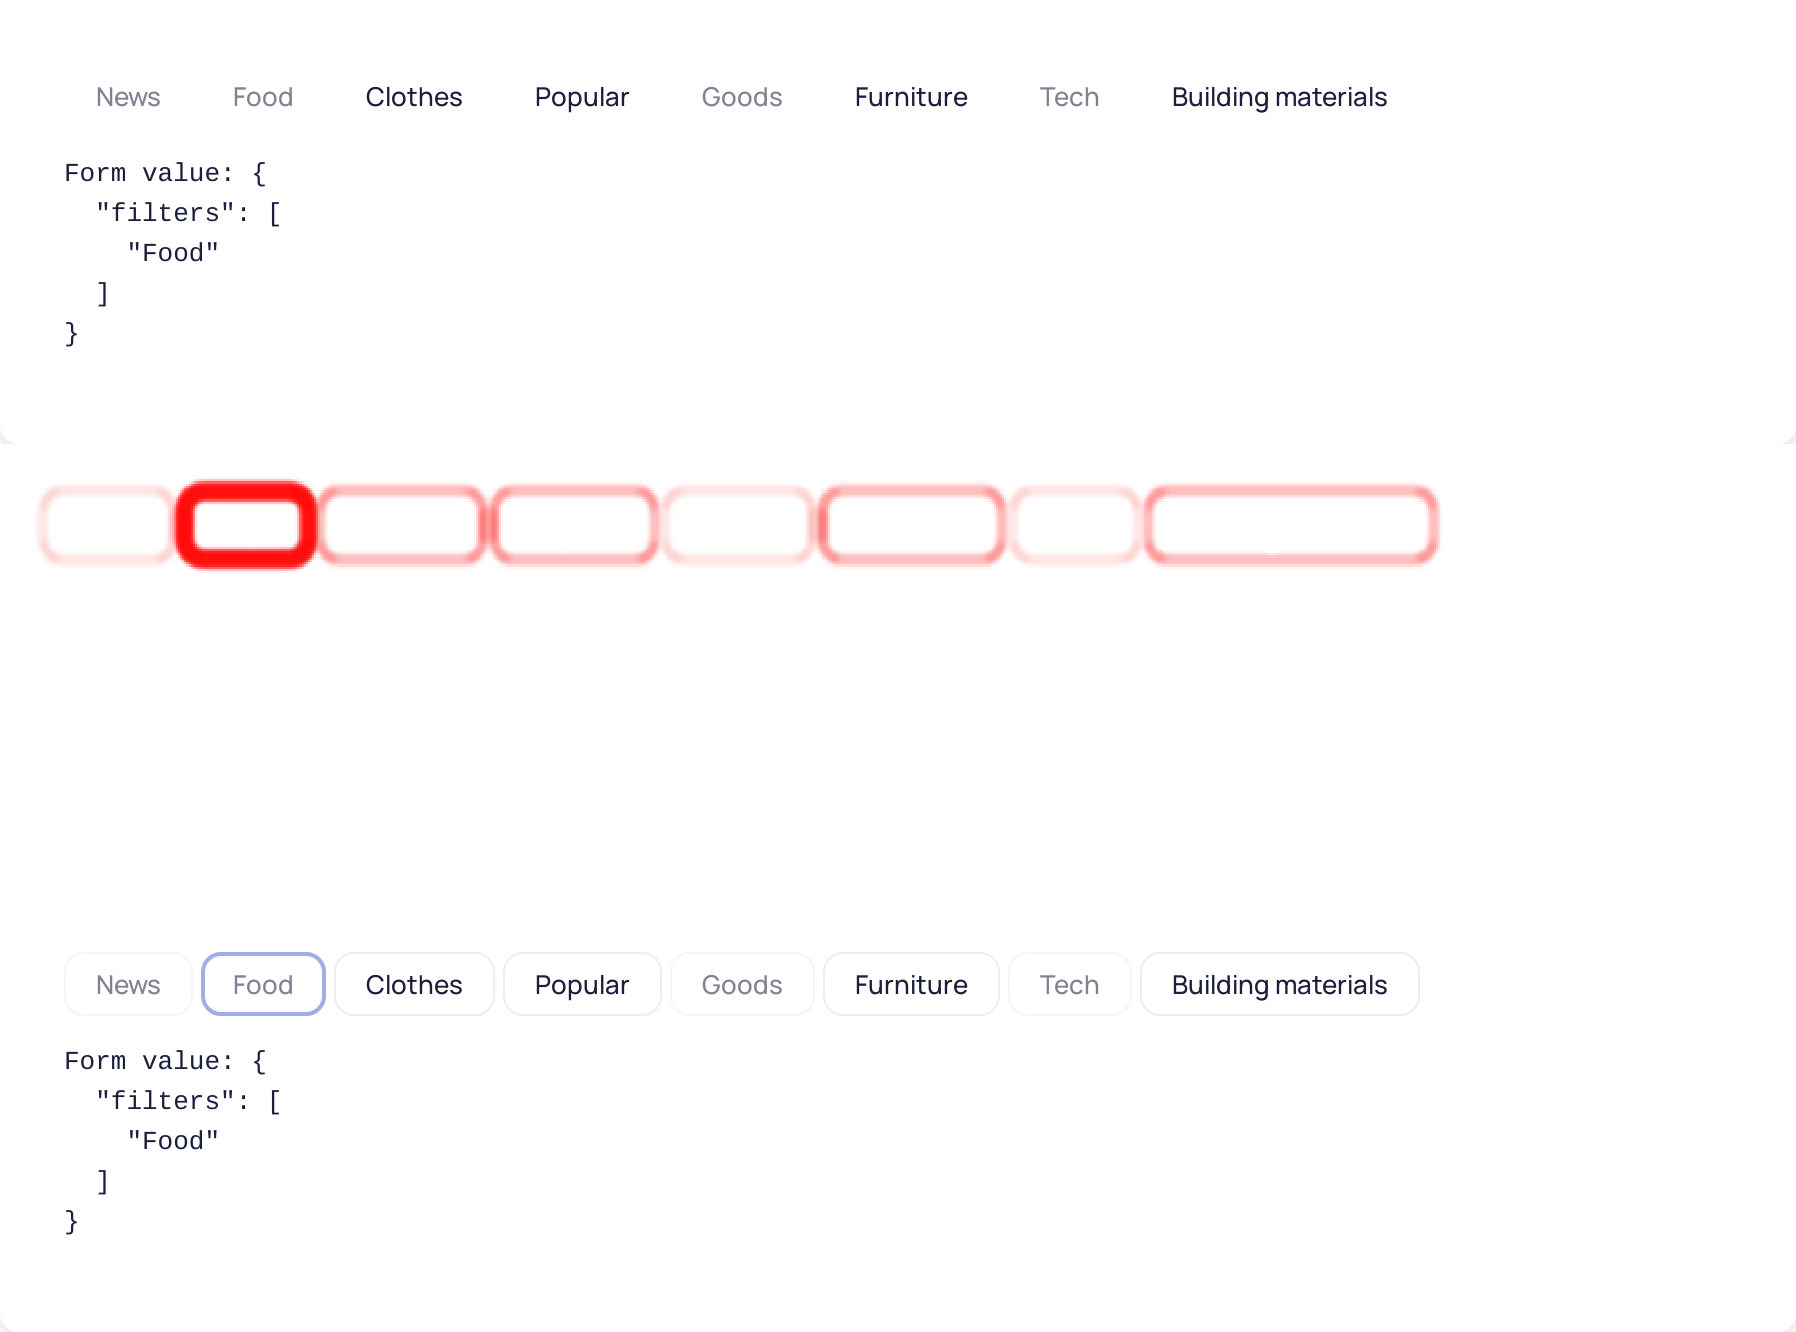 News Food Clothes Popular Goods Furniture Tech Building materials
Form value: {
  "filters": [
    "Food"
  ]
}
News Food Clothes Popular Goods Furniture Tech Building materials
Form value: {
  "filters": [
    "Food"
  ]
}